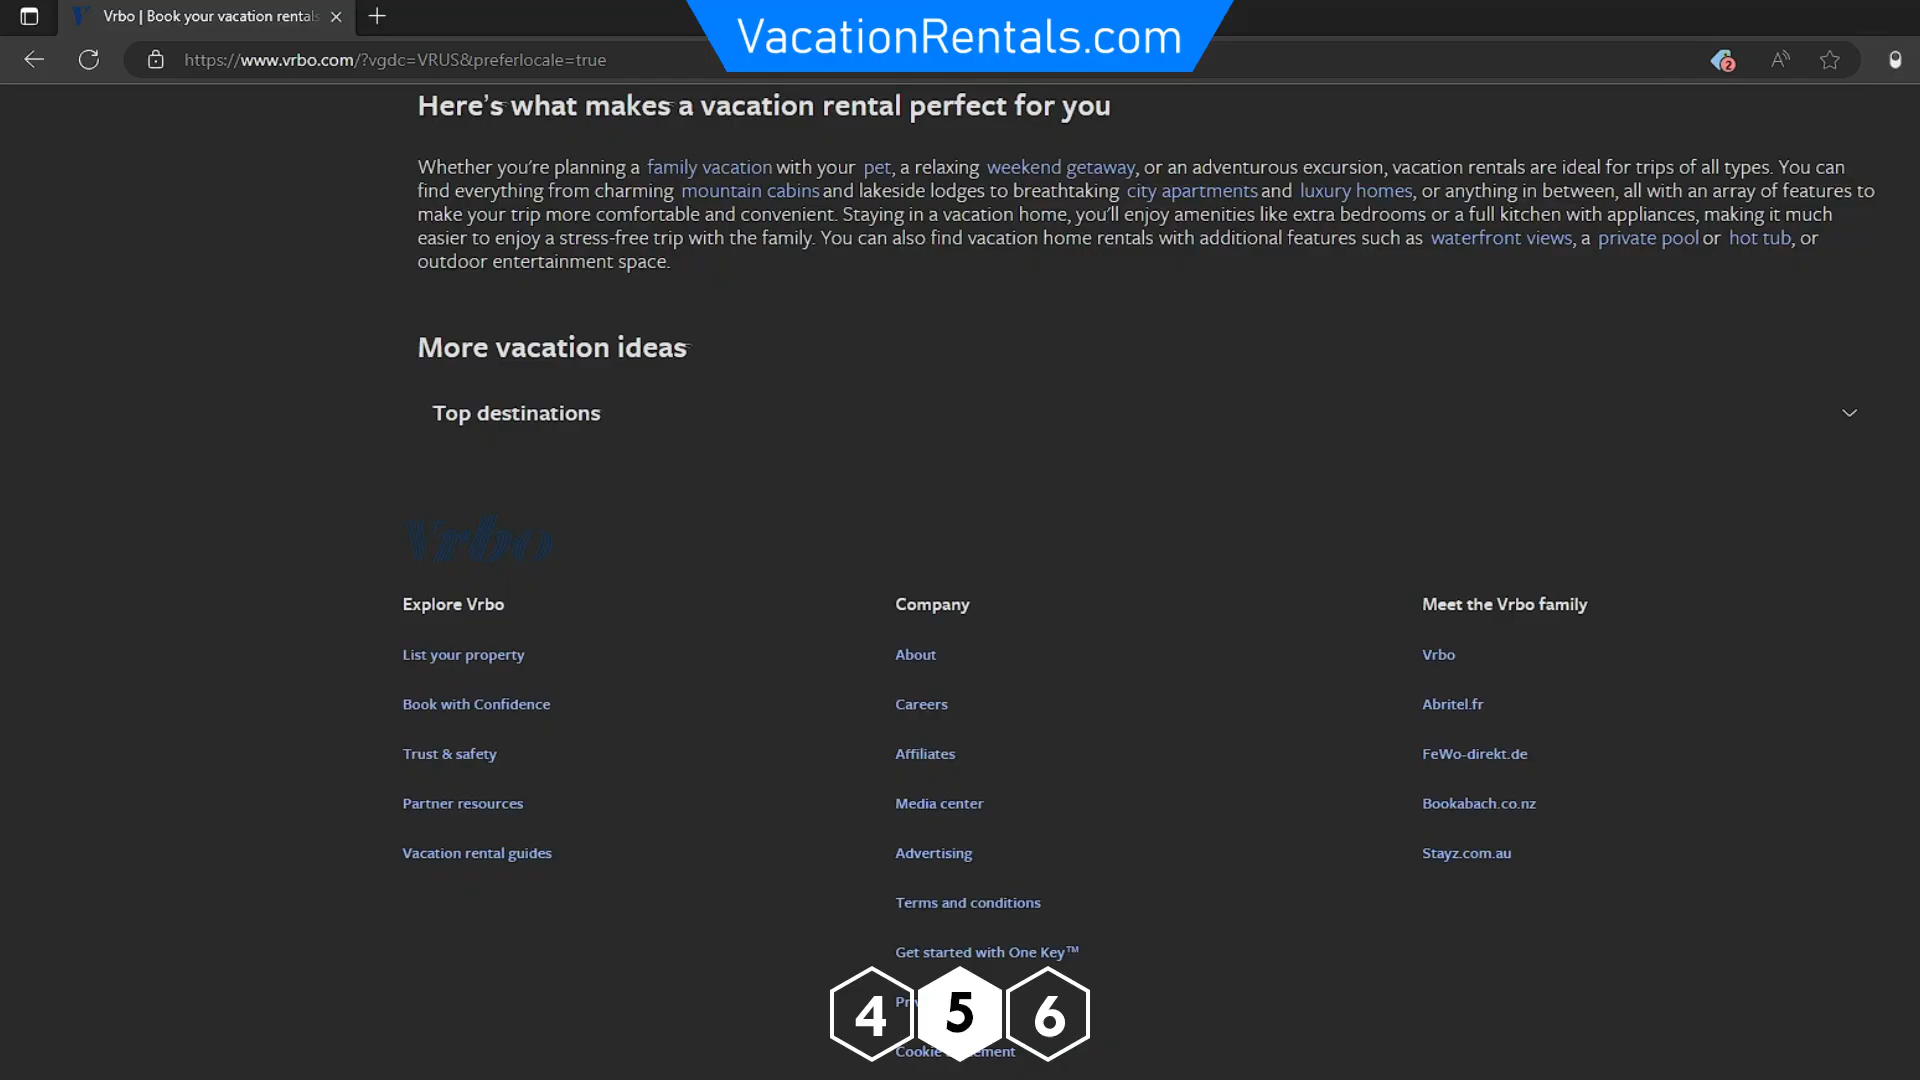 Vrbo | Book your vacation rentals
VacationRentals.com
https://www.vrbo.com/?vgdc=VRUS&preferlocale=true
2
Here's what makes a vacation rental perfect for you
Whether you're planning a family vacation with your pet, a relaxing weekend getaway, or an adventurous excursion, vacation rentals are ideal for trips of all types. You can
find everything from charming mountain cabins and lakeside lodges to breathtaking city apartments and luxury homes, or anything in between, all with an array of features to
make your trip more comfortable and convenient. Staying in a vacation home, you'll enjoy amenities like extra bedrooms or a full kitchen with appliances, making it much
easier to enjoy a stress-free trip with the family. You can also find vacation home rentals with additional features such as waterfront views, a private pool or hot tub, or
outdoor entertainment space.
More vacation ideas
Top destinations
Vrbo
Explore Vrbo
List your property
Book with Confidence
Trust & safety
Partner resources
Vacation rental guides
Company
About
Careers
Affiliates
Media center
Advertising
Terms and conditions
Get started with One Key™
Cookie
Meet the Vrbo family
Vrbo
Abritel.fr
FeWo-direkt.de
Bookabach.co.nz
Stayz.com.au
4 5 6